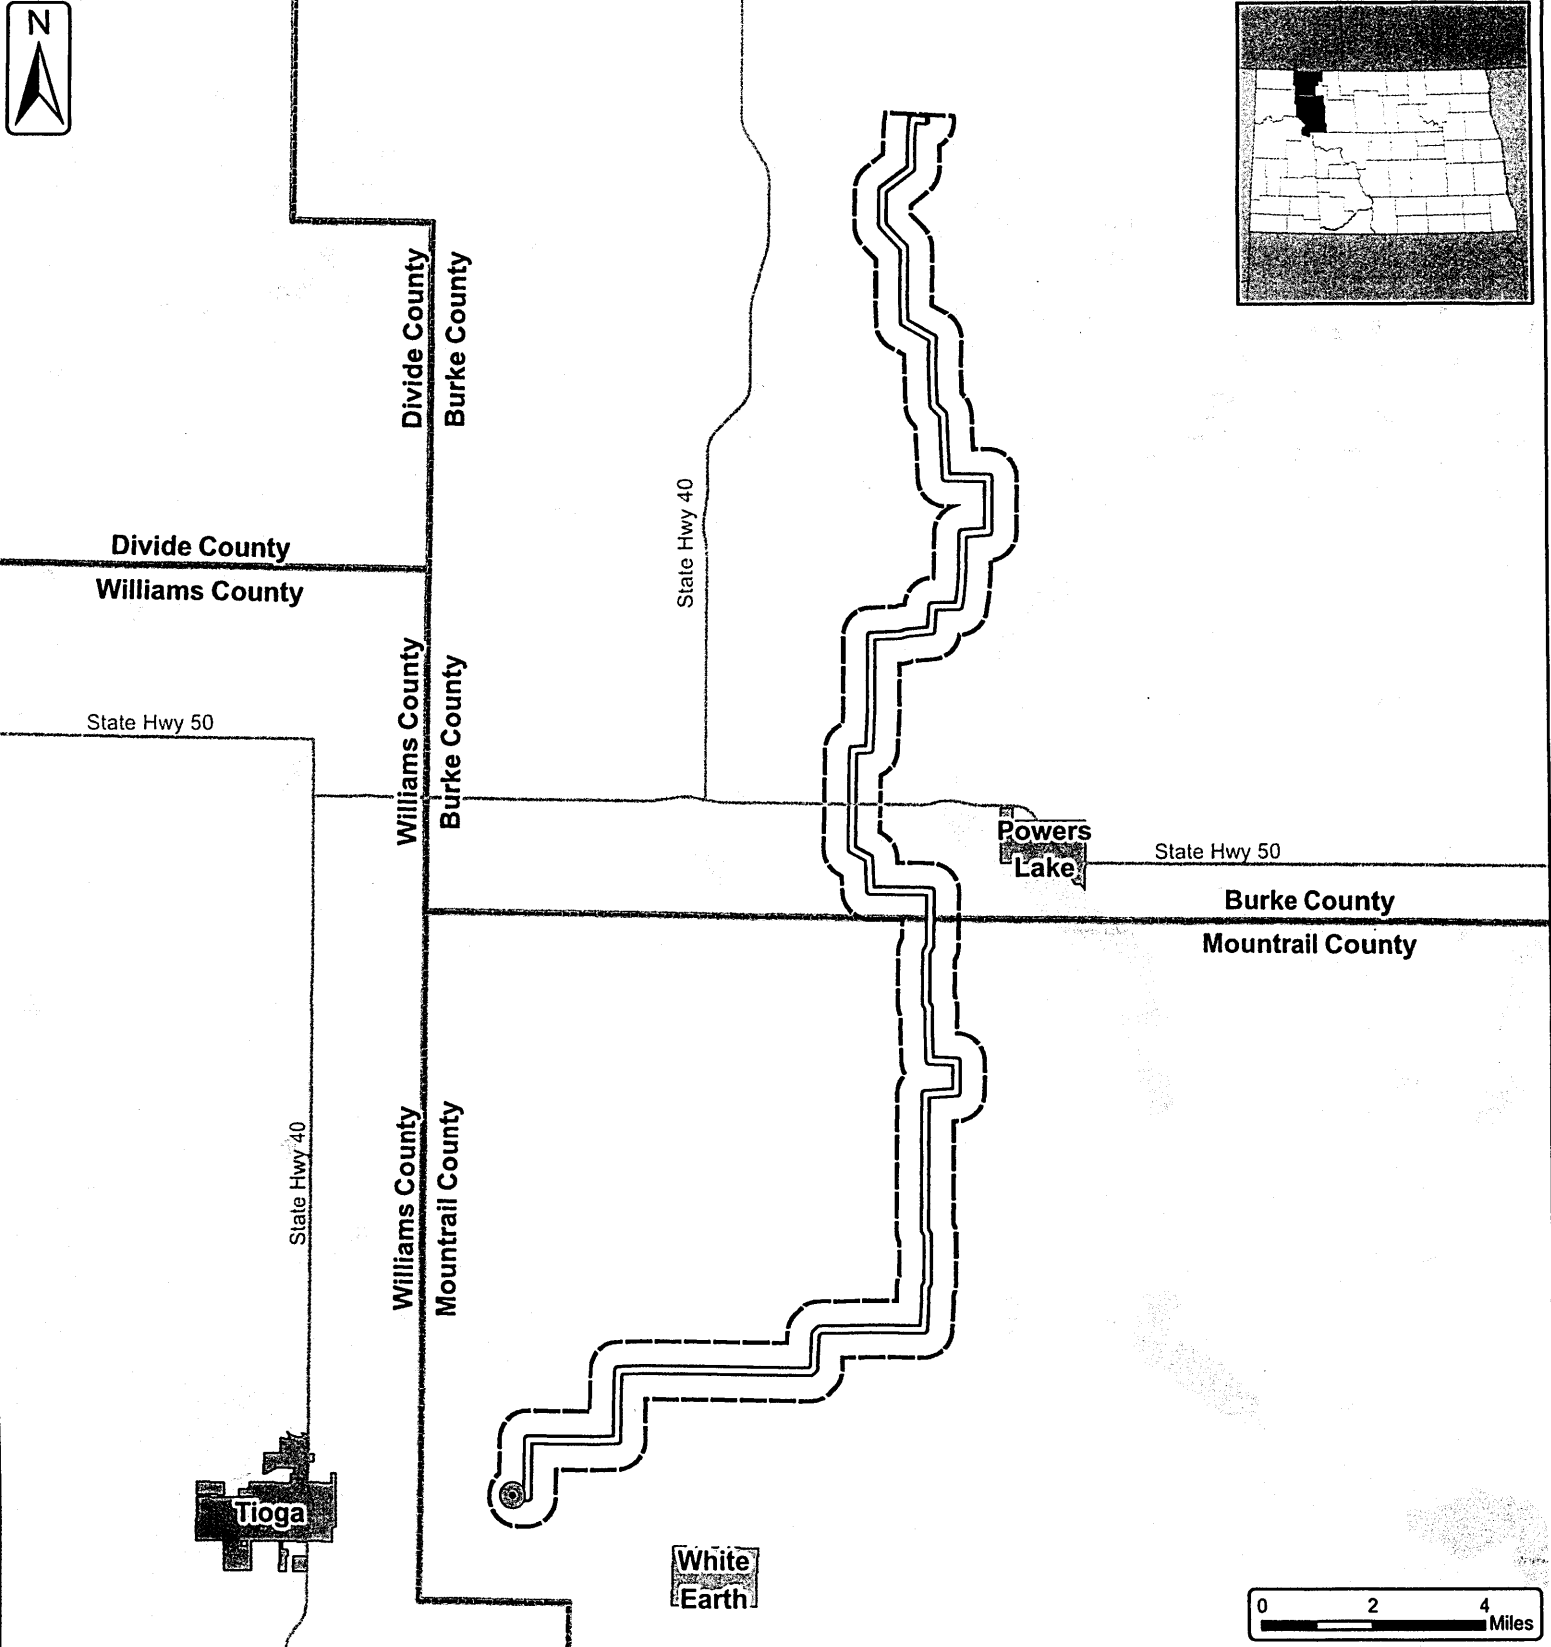 N
Divide County
Burke County
State Hwy 40
Divide County
Williams County
Williams County
Burke County
State Hwy 50
Powers
Lake
State Hwy 50
Burke County
Mountrail County
State Hwy 40
Williams County
Mountrail County
Tioga
White
Earth
0 2 4
Miles